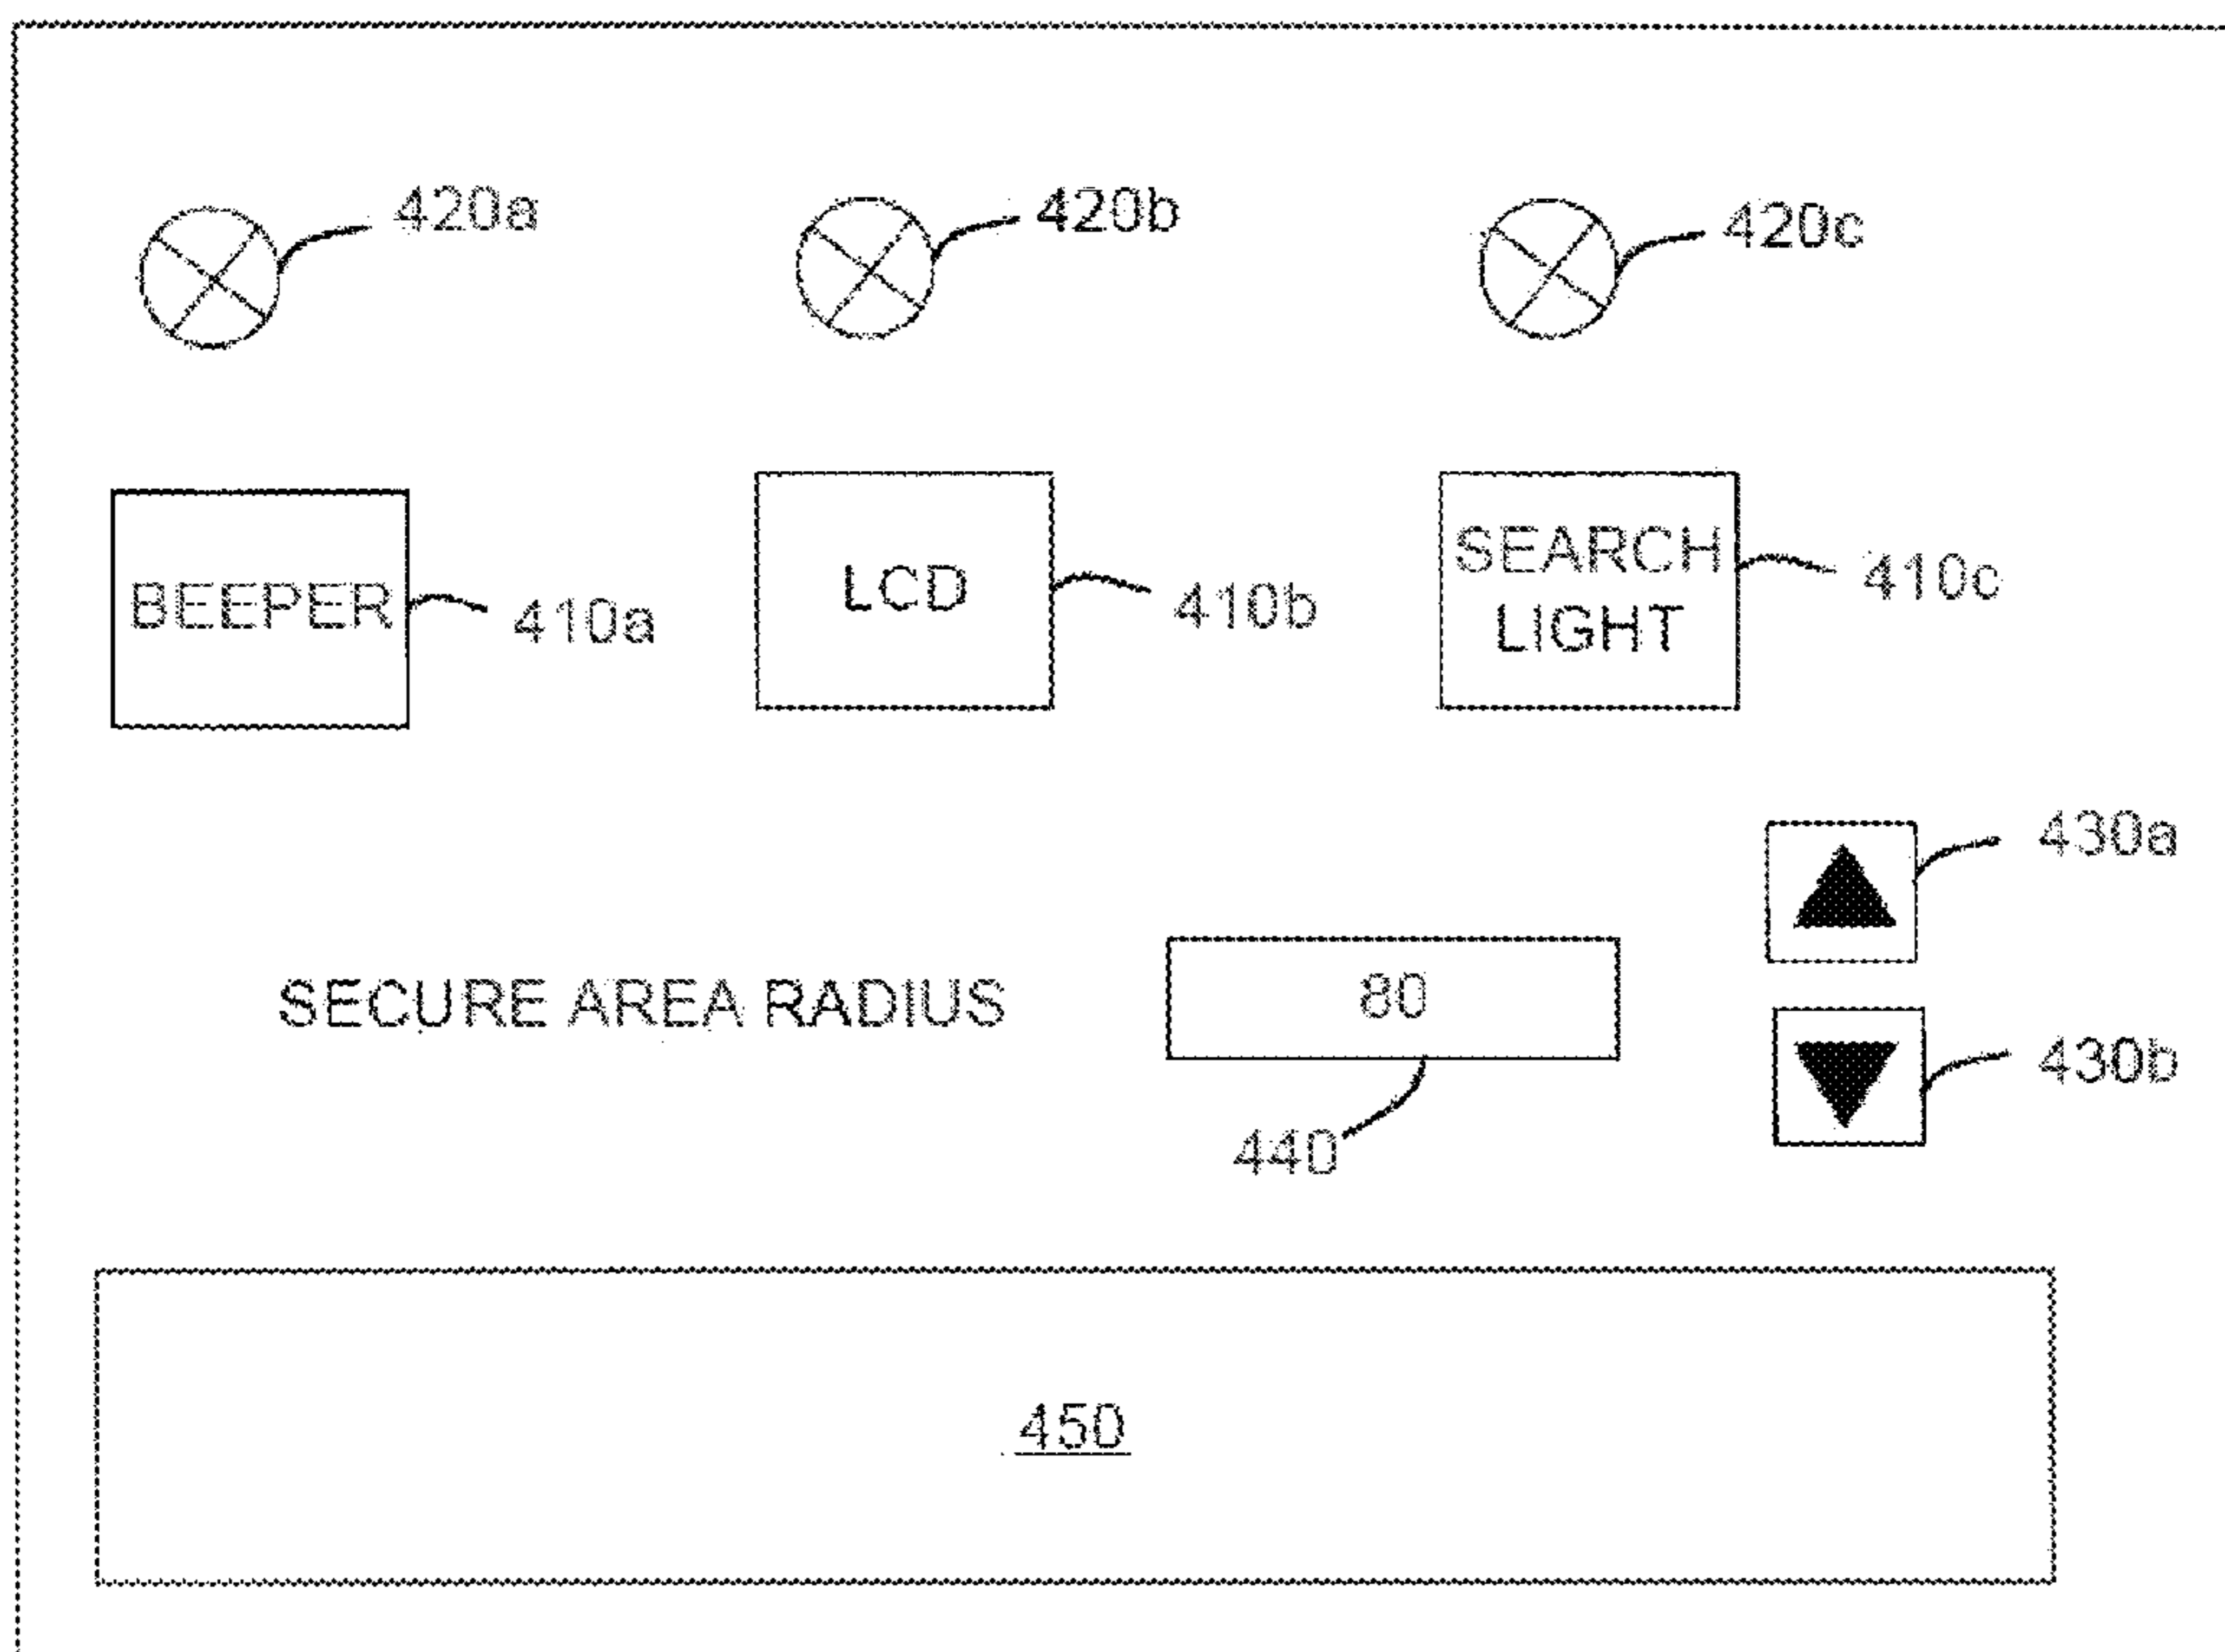 420a
420b
420c
BEEPER
410a
LCD
410b
SEARCH
LIGHT
410c
430a
SECURE AREA RADIUS
80
430b
440
450